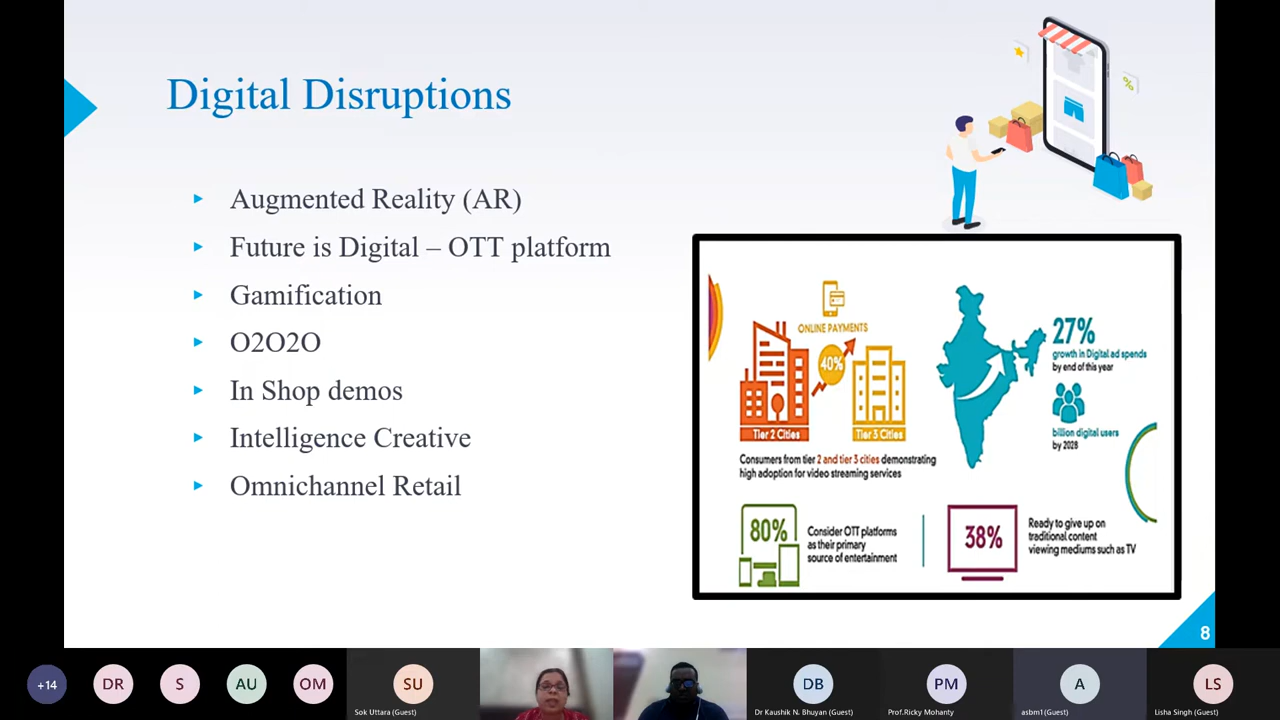 Digital Disruptions
Augmented Reality (AR)
Future is Digital – OTT platform
Gamification
O2O2O
In Shop demos
Intelligence Creative
Omnichannel Retail
%
ONLINE PAYMENTS
40%
Tier 2 Cities
Tier 3 Cities
Consumers from tier 2 and tier 3 cities demonstrating
high adoption for video streaming services
27%
growth in Digital ad spends
by end of this year
billion digital users
by 2028
80%
Consider OTT platforms
as their primary
source of entertainment
38%
Ready to give up on
traditional content
viewing mediums such as TV
8
+14
DR
S
AU
OM
SU
Sok Uttara (Guest)
DB
Dr Kaushik N. Bhuyan (Guest)
PM
Prof.Ricky Mohanty
A
asbm1(Guest)
LS
Lisha Singh (Guest)